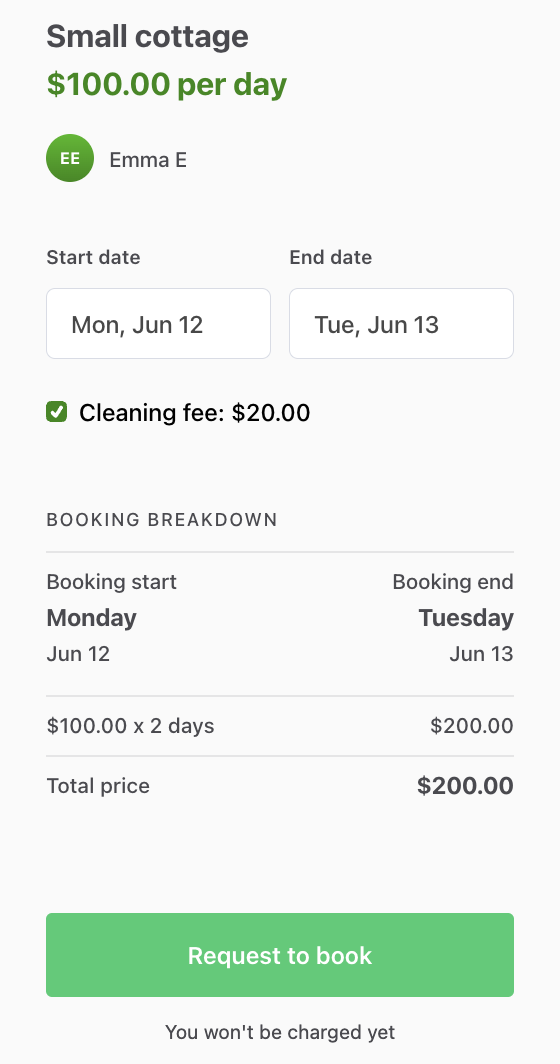 Small cottage
$100.00 per day
EE
Emma E
Start date
End date
Mon, Jun 12
Tue, Jun 13
Cleaning fee: $20.00
BOOKING BREAKDOWN
Booking start
Booking end
Monday
Tuesday
Jun 12
Jun 13
$100.00 x 2 days
$200.00
Total price
$200.00
Request to book
You won't be charged yet